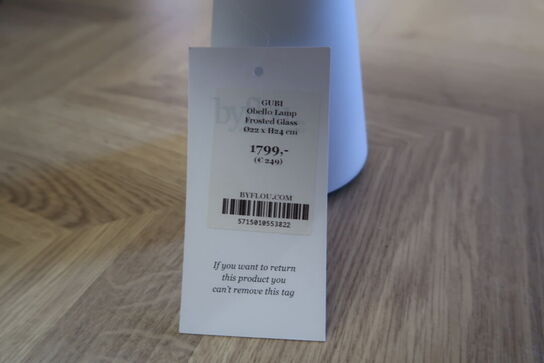 byflou
GUBI
Obello Lamp
Frosted Glass
Ø22 x H24 cm
1799,-
(€ 249)
BYFLOU.COM
5715010553822
If you want to return
this product you
can't remove this tag